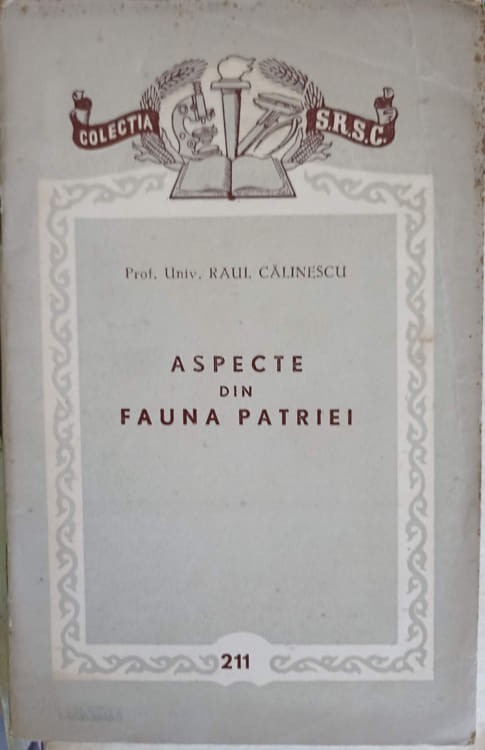 COLECTIA S.R.S.C.
Prof. Univ. RAUL CĂLINESCU
ASPECTE
DIN
FAUNA PATRIEI
211